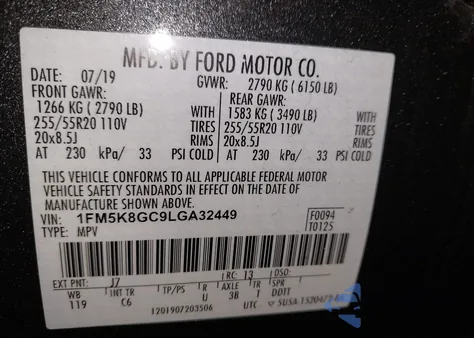 MFD. BY FORD MOTOR CO.
DATE: 07/19 GVWR: 2790 KG ( 6150 LB)
FRONT GAWR: REAR GAWR:
1266 KG ( 2790 LB) WITH 1583 KG ( 3490 LB) WITH
255/55R20 110V TIRES 255/55R20 110V TIRES
20x8.5J RIMS 20x8.5J RIMS
AT 230 kPa/ 33 PSI COLD AT 230 kPa/ 33 PSI COLD
THIS VEHICLE CONFORMS TO ALL APPLICABLE FEDERAL MOTOR
VEHICLE SAFETY STANDARDS IN EFFECT ON THE DATE OF
MANUFACTURE SHOWN ABOVE.
VIN: 1FM5K8GC9LGA32449 F0094
TYPE: MPV T0125
EXT PNT: J7 RC: 13 DSO:
WB INT TR TP/PS R AXLE TR SPR
119 C6 U 3B 1 DDTT
1201907203506 UTC